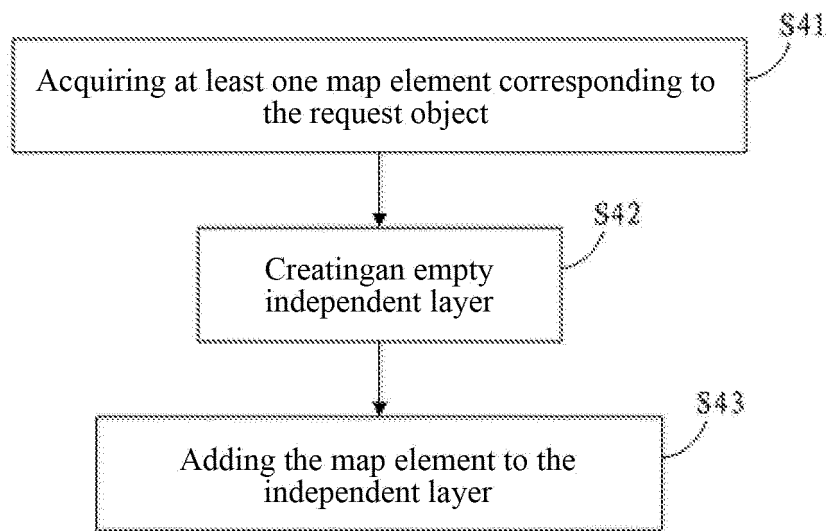 S41
Acquiring at least one map element corresponding to
the request object
S42
Creatingan empty
independent layer
S43
Adding the map element to the
independent layer